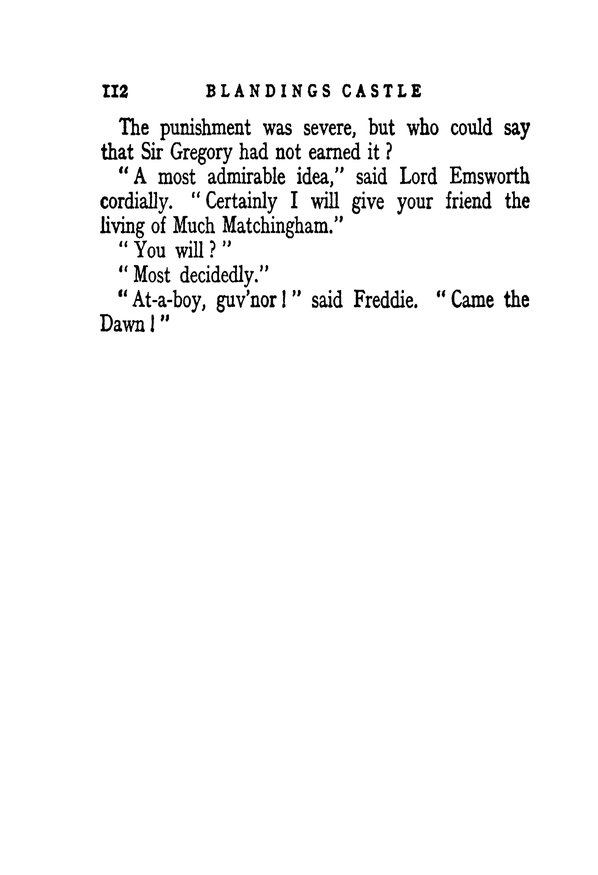 112 BLANDINGS CASTLE
The punishment was severe, but who could say
that Sir Gregory had not earned it ?
" A most admirable idea," said Lord Emsworth
cordially. " Certainly I will give your friend the
living of Much Matchingham."
" You will ? "
" Most decidedly."
" At-a-boy, guv'nor ! " said Freddie. " Came the
Dawn ! "